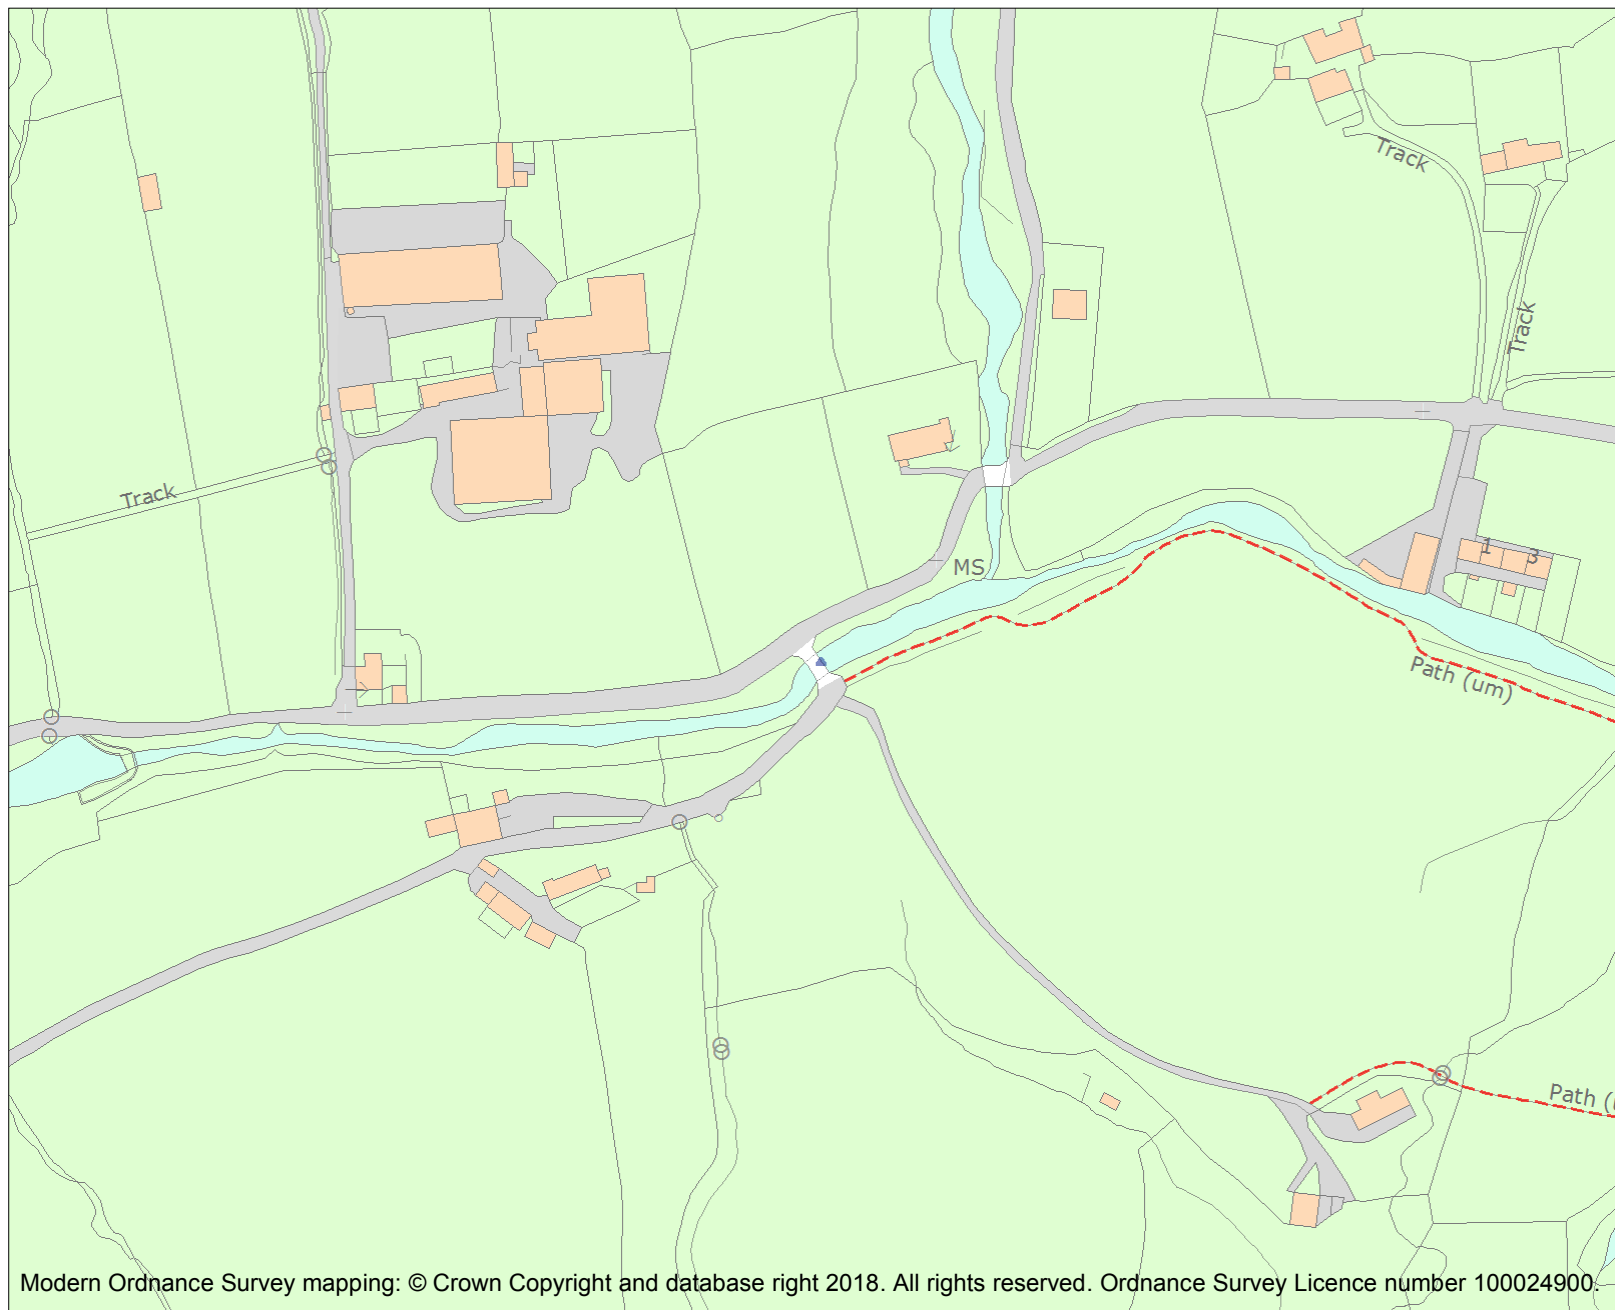 Track
Track
Track
MS
1
3
Path (um)
Path (u
Modern Ordnance Survey mapping: © Crown Copyright and database right 2018. All rights reserved. Ordnance Survey Licence number 100024900.